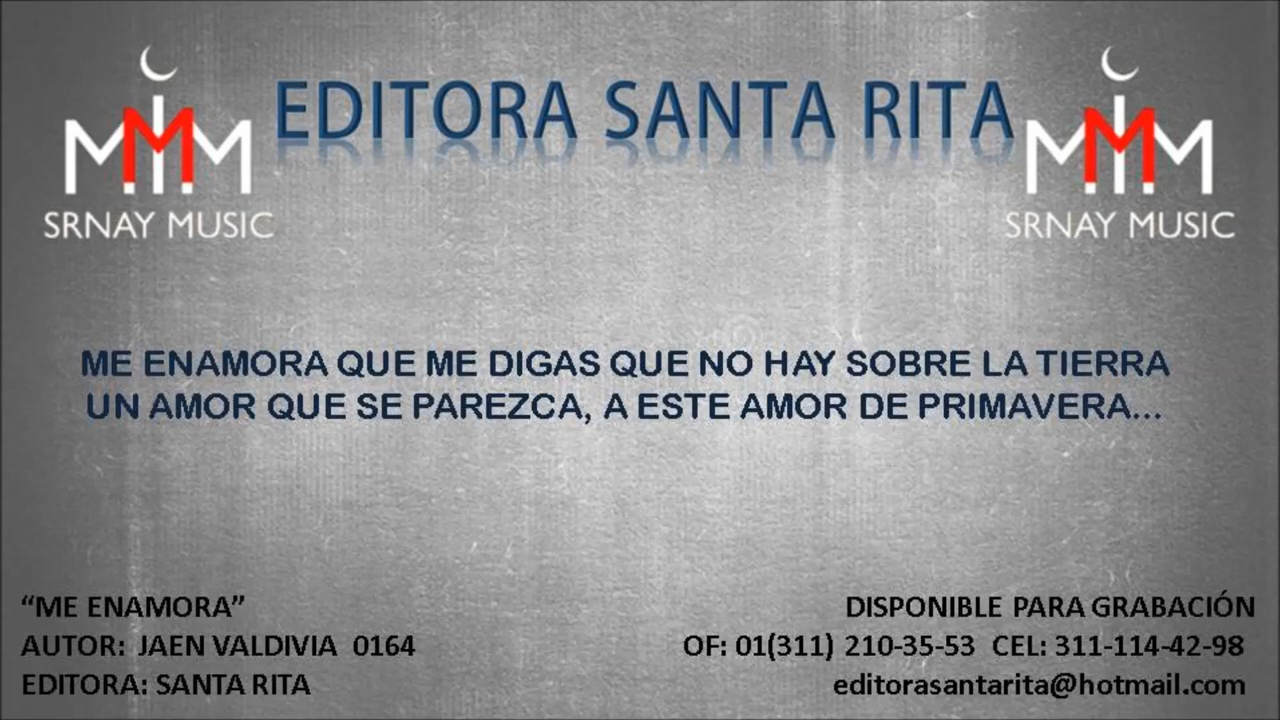 EDITORA SANTA RITA
SRNAY MUSIC
SRNAY MUSIC
ME ENAMORA QUE ME DIGAS QUE NO HAY SOBRE LA TIERRA
UN AMOR QUE SE PAREZCA, A ESTE AMOR DE PRIMAVERA...
“ME ENAMORA”
AUTOR: JAEN VALDIVIA 0164
EDITORA: SANTA RITA
DISPONIBLE PARA GRABACIÓN
OF: 01(311) 210-35-53 CEL: 311-114-42-98
editorasantarita@hotmail.com